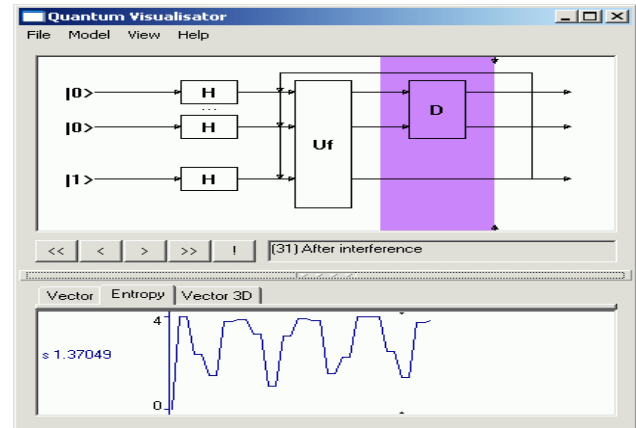 Quantum Visualisator
File Model View Help
|0> H
...
|0> H
D
Uf
|1> H
<< < > >> ! (31) After interference
Vector Entropy Vector 3D
4
s 1.37049
0